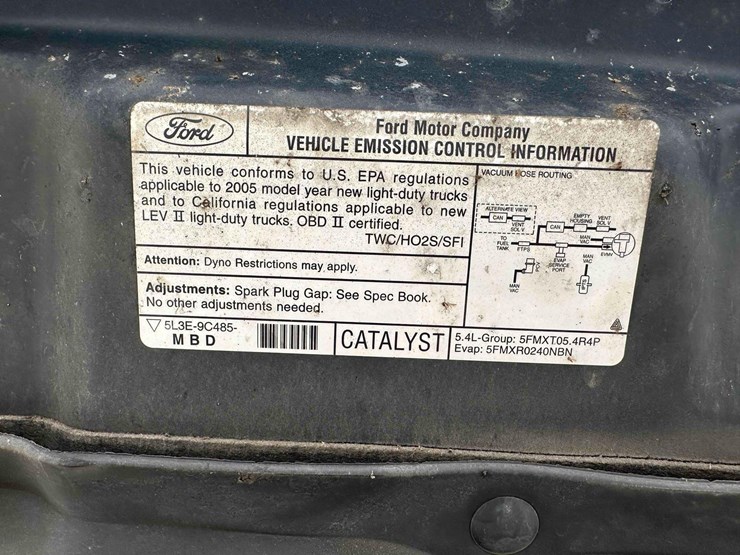 Ford
Ford Motor Company
VEHICLE EMISSION CONTROL INFORMATION
This vehicle conforms to U.S. EPA regulations
applicable to 2005 model year new light-duty trucks
and to California regulations applicable to new
LEV II light-duty trucks. OBD II certified.
TWC/HO2S/SFI
Attention: Dyno Restrictions may apply.
Adjustments: Spark Plug Gap: See Spec Book.
No other adjustments needed.
VACUUM HOSE ROUTING
ALTERNATE VIEW
CAN
VENT
SOL V
EMPTY
HOUSING
VENT
SOL V
CAN
MAN
VAC
TO
FUEL
TANK
FTPS
EVMV
EVAP
SERVICE
PORT
MAN
VAC
MAN
VAC
5L3E-9C485-
MBD
CATALYST
5.4L-Group: 5FMXT05.4R4P
Evap: 5FMXR0240NBN